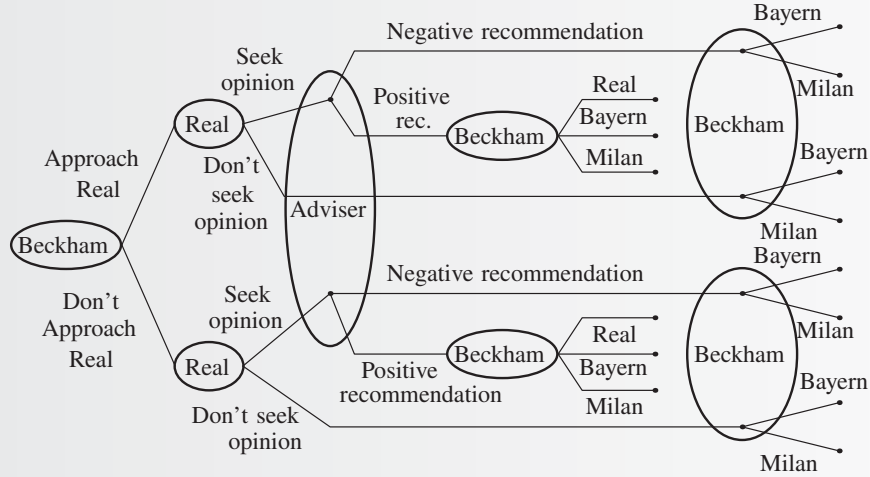 Bayern
Negative recommendation
Seek
opinion
Milan
Real
Positive
rec.
Real
Bayern
Beckham
Beckham
Milan
Approach
Real
Don't
seek
opinion
Bayern
Adviser
Milan
Beckham
Bayern
Negative recommendation
Don't
Approach
Real
Seek
opinion
Real
Milan
Real
Beckham
Bayern
Beckham
Positive
recommendation
Milan
Bayern
Don't seek
opinion
Milan